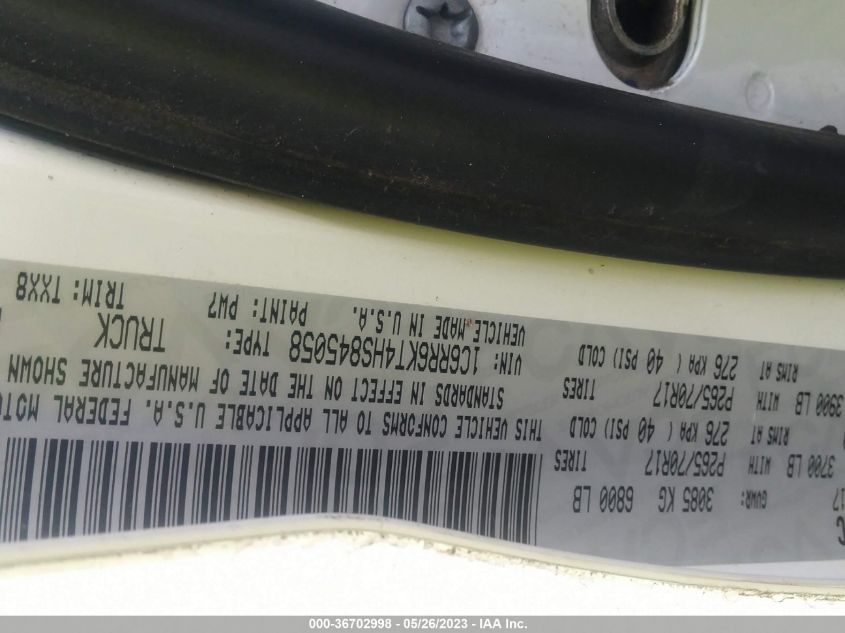 GVWR: 3085 KG 6800 LB
3700 LB WITH P265/70R17 TIRES
RIMS AT 276 KPA ( 40 PSI) COLD
3900 LB WITH P265/70R17 TIRES
RIMS AT 276 KPA ( 40 PSI) COLD
THIS VEHICLE CONFORMS TO ALL APPLICABLE U.S.A. FEDERAL
STANDARDS IN EFFECT ON THE DATE OF MANUFACTURE SHOWN
VIN: 1C6RR6KT4HS845058 TYPE: TRUCK
VEHICLE MADE IN U.S.A. PAINT: PW7 TRIM: TXX8
000-36702998 - 05/26/2023 - IAA Inc.